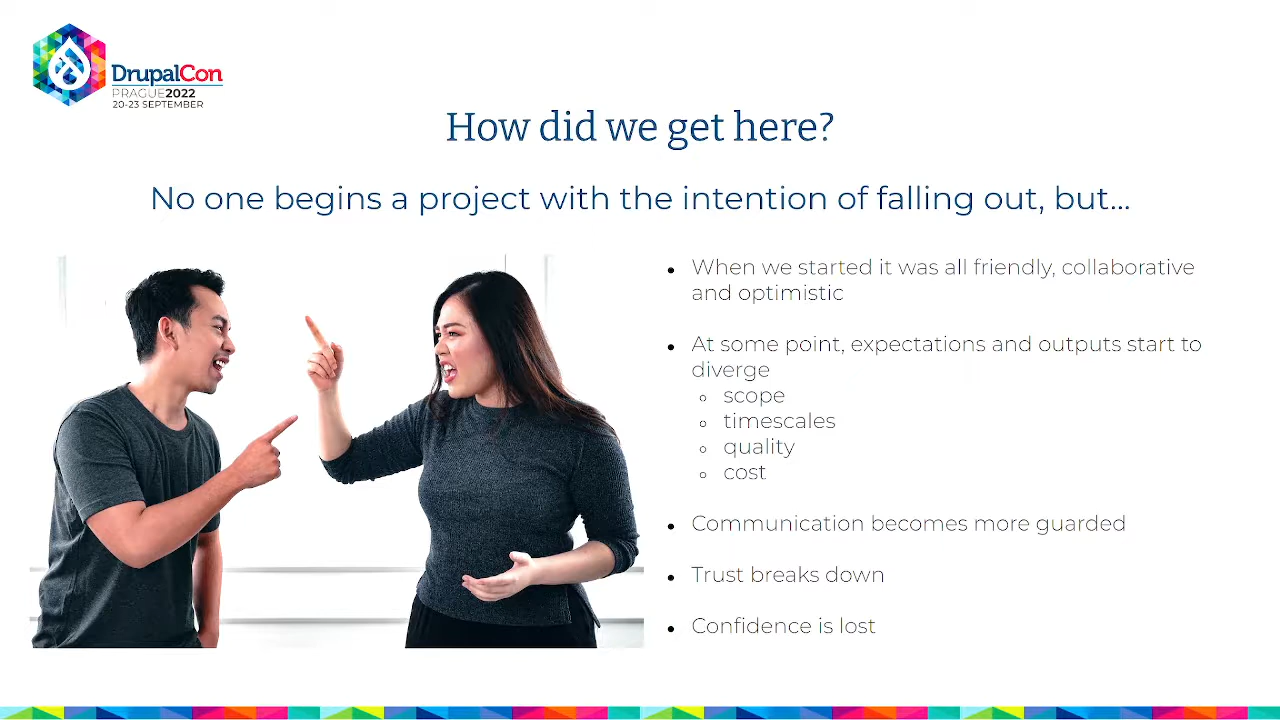 DrupalCon
PRAGUE2022
20-23 SEPTEMBER
How did we get here?
No one begins a project with the intention of falling out, but...
• When we started it was all friendly, collaborative
and optimistic
• At some point, expectations and outputs start to
diverge
○ scope
○ timescales
○ quality
○ cost
• Communication becomes more guarded
• Trust breaks down
• Confidence is lost